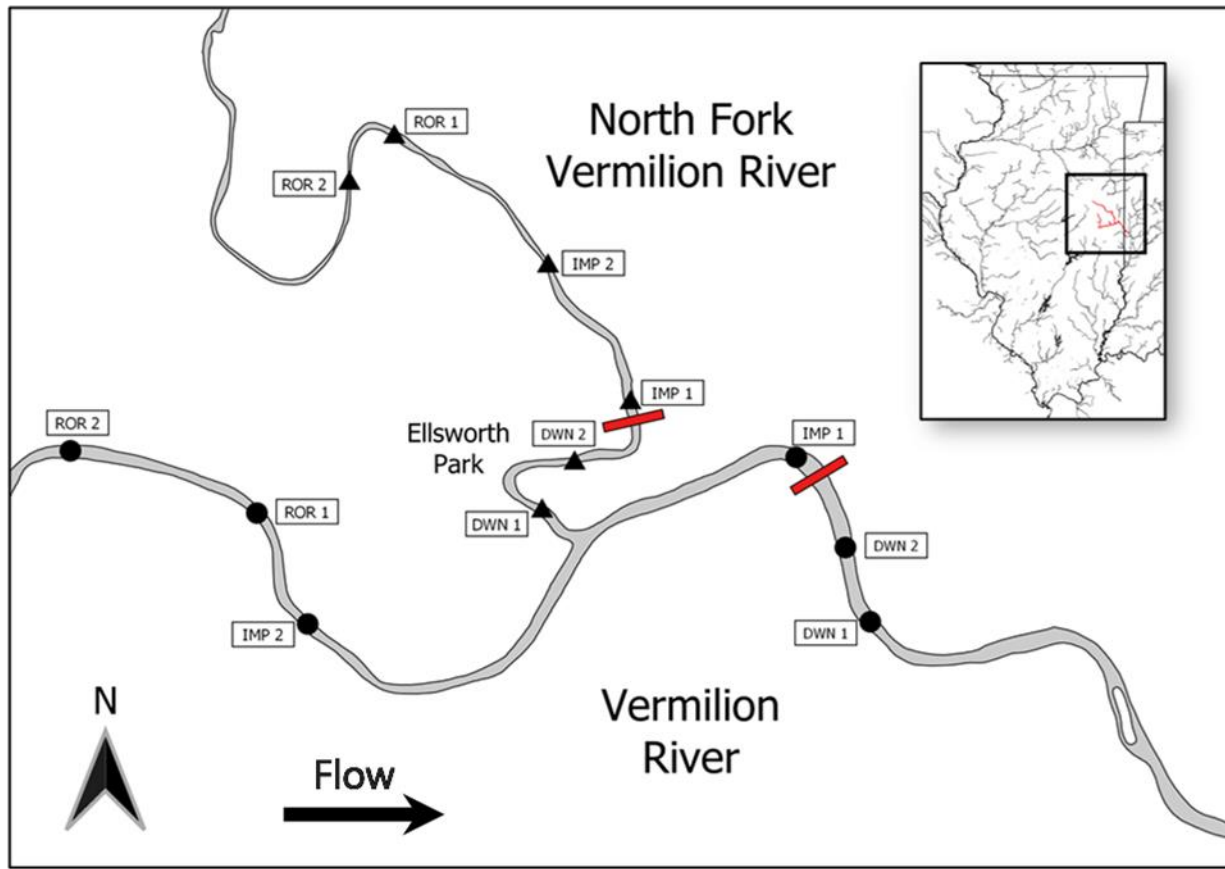 ROR 1
North Fork
Vermilion River
ROR 2
IMP 2
IMP 1
ROR 2
Ellsworth
Park
DWN 2
IMP 1
ROR 1
DWN 1
DWN 2
IMP 2
DWN 1
N
Vermilion
River
Flow